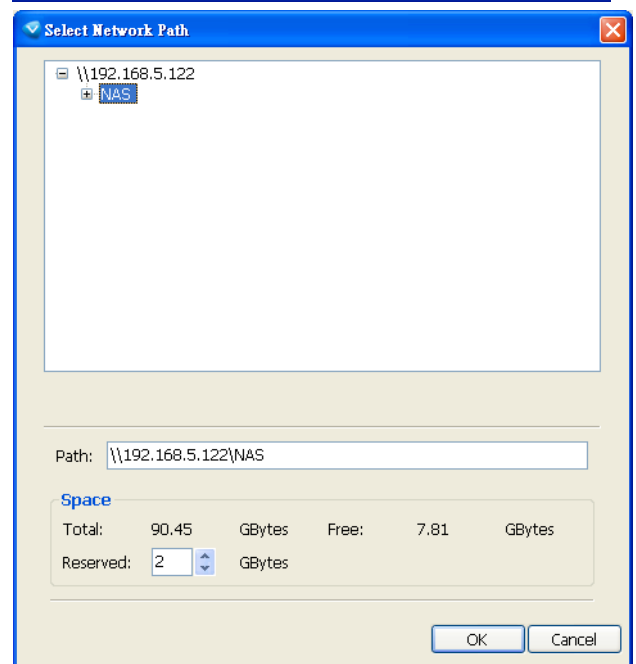 Select Network Path
\\192.168.5.122
NAS
Path: \\192.168.5.122\NAS
Space
Total: 90.45 GBytes Free: 7.81 GBytes
Reserved: 2 GBytes
OK Cancel